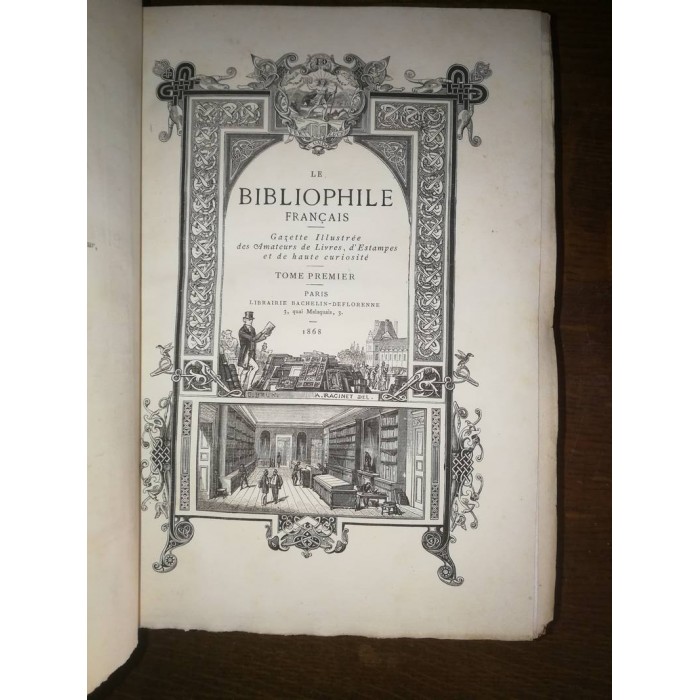 LE
BIBLIOPHILE
FRANÇAIS
Gazette Illustrée
des Amateurs de Livres, d'Estampes
et de haute curiosité
TOME PREMIER
PARIS
LIBRAIRIE BACHELIN-DEFLORENNE
3, quai Malaquais, 3.
1868
A. RACINET DEL.